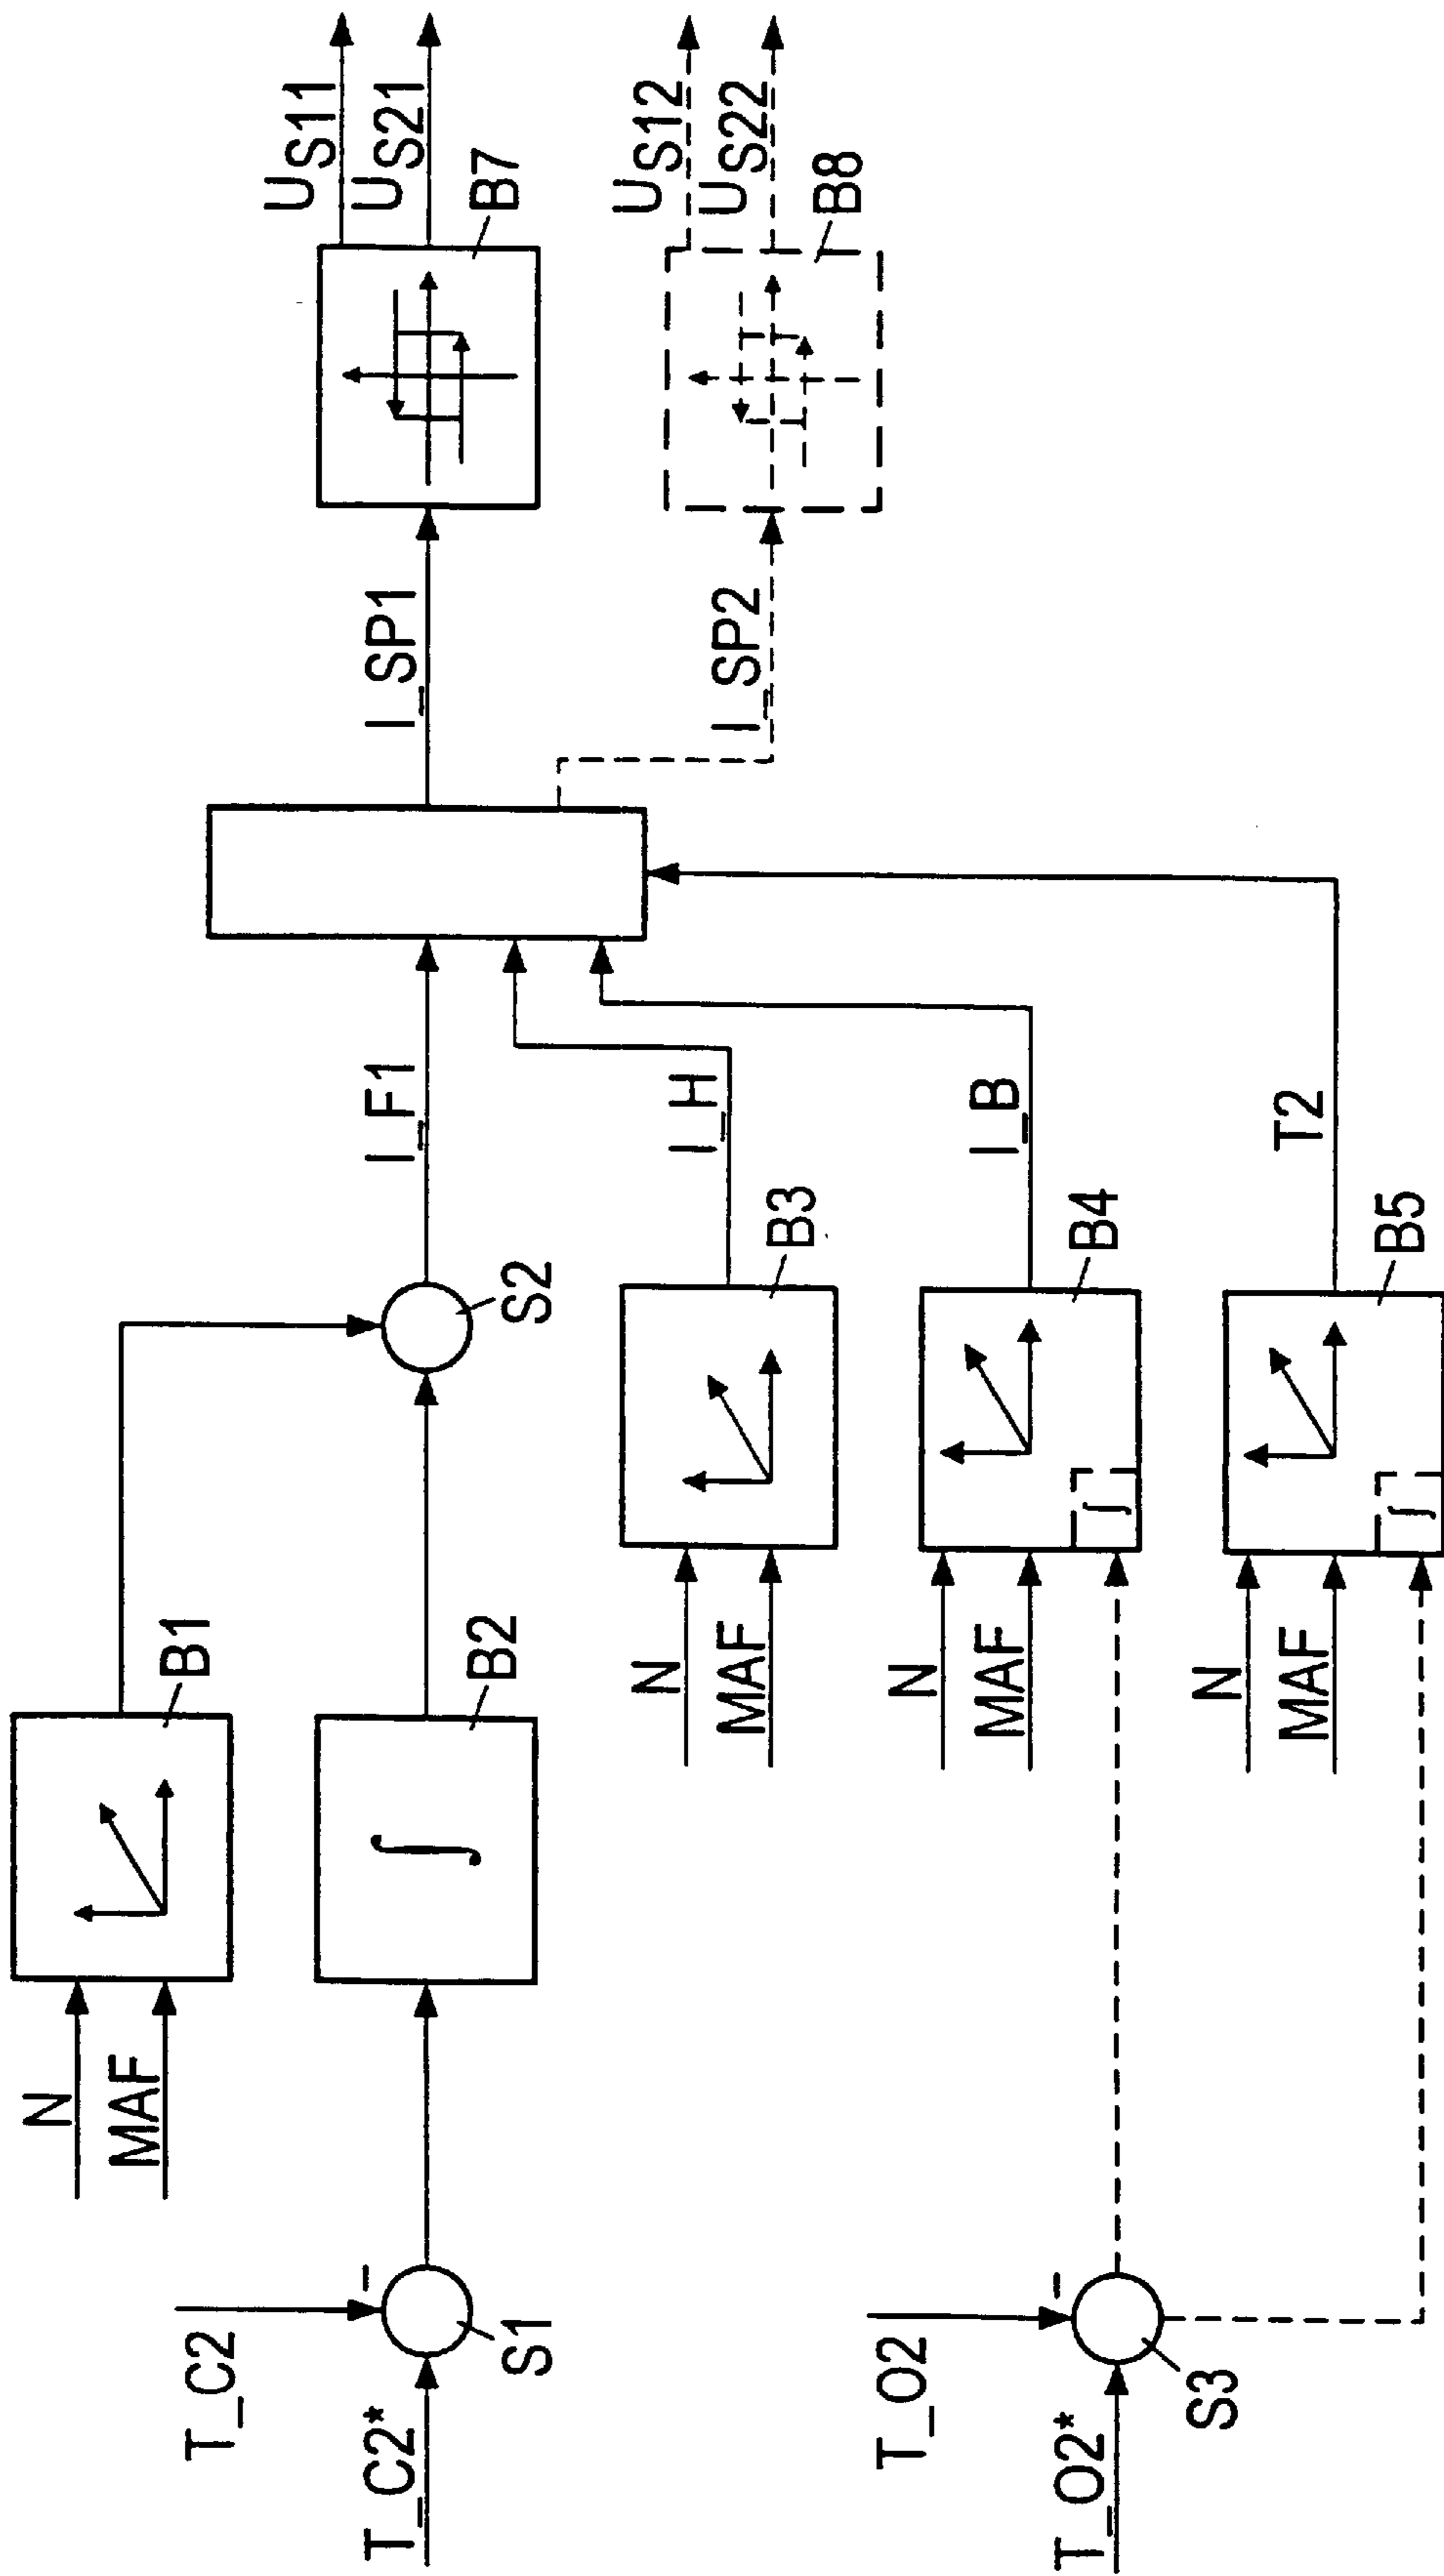 N
MAF
B1
T_C2
-
T_C2*
S1
∫
B2
S2
I_F1
I_SP1
U_S11
U_S21
B7
N
MAF
B3
I_H
I_SP2
U_S12
U_S22
B8
T_O2
-
T_O2*
S3
N
MAF
∫
B4
I_B
N
MAF
∫
B5
T2